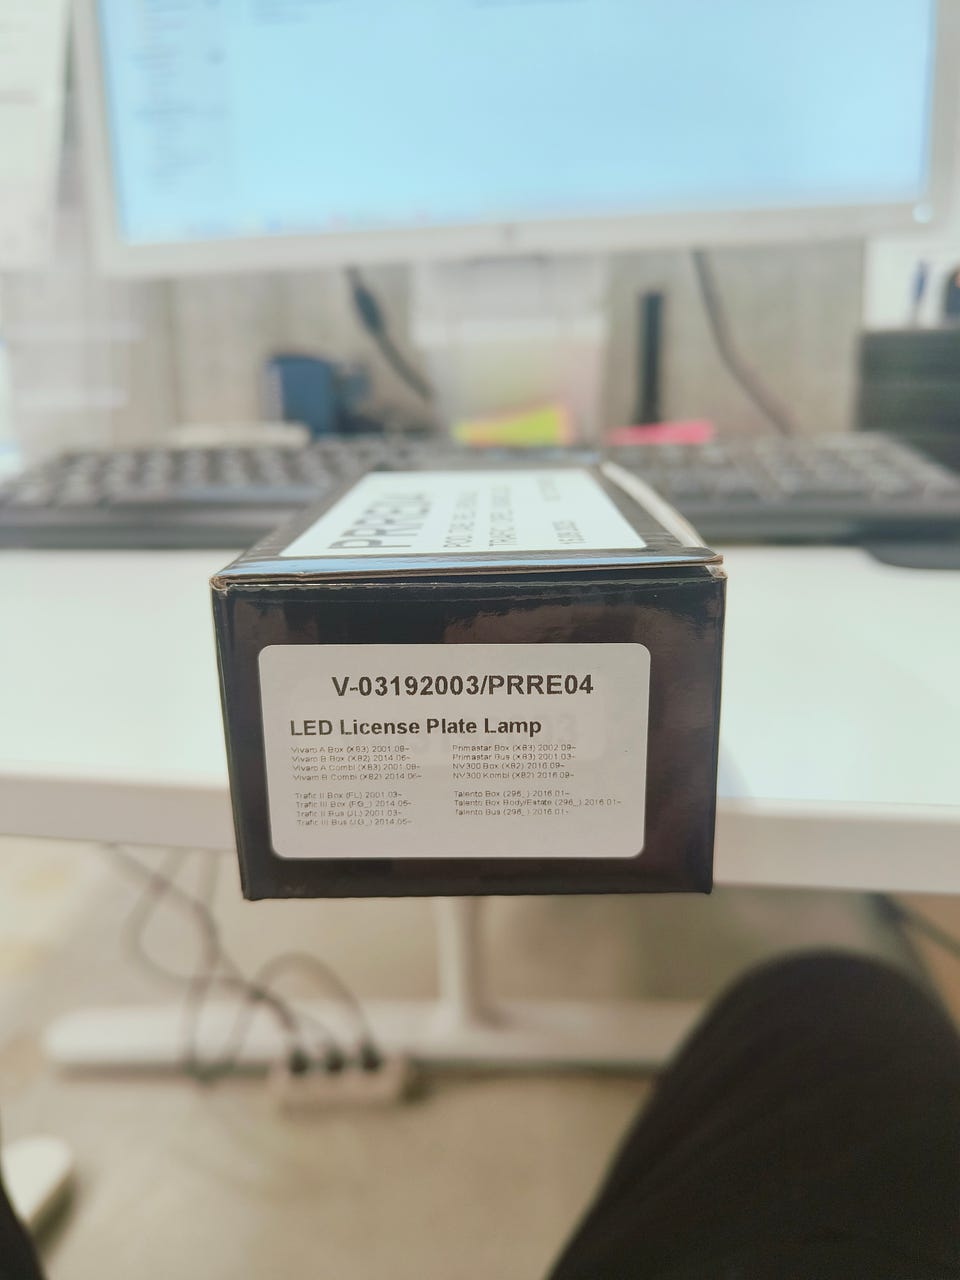 PRRE04
V-03192003/PRRE04
LED License Plate Lamp
Vivaro A Box (X83) 2001.08~
Vivaro B Box (X82) 2014.06~
Vivaro A Combi (X83) 2001.08~
Vivaro B Combi (X82) 2014.06~
Trafic II Box (FL) 2001.03~
Trafic III Box (FG_) 2014.05~
Trafic II Bus (JL) 2001.03~
Trafic III Bus (JG_) 2014.05~
Primastar Box (X83) 2002.09~
Primastar Bus (X83) 2001.03~
NV300 Box (X82) 2016.09~
NV300 Kombi (X82) 2016.09~
Talento Box (296_) 2016.01~
Talento Box Body/Estate (296_) 2016.01~
Talento Bus (296_) 2016.01~